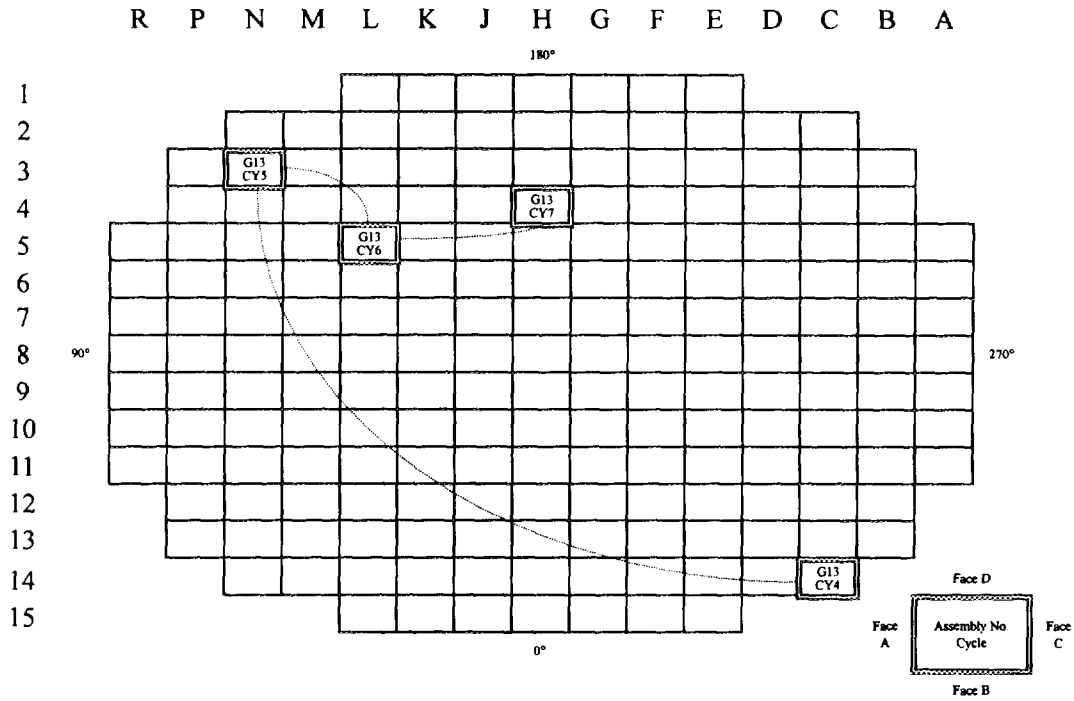 R P N M L K J H G F E D C B A
180°
1
2
3
G13
CY5
4
G13
CY7
5
G13
CY6
6
7
8
90°
270°
9
10
11
12
13
14
G13
CY4
15
0°
Face D
Face
A
Assembly No
Cycle
Face
C
Face B